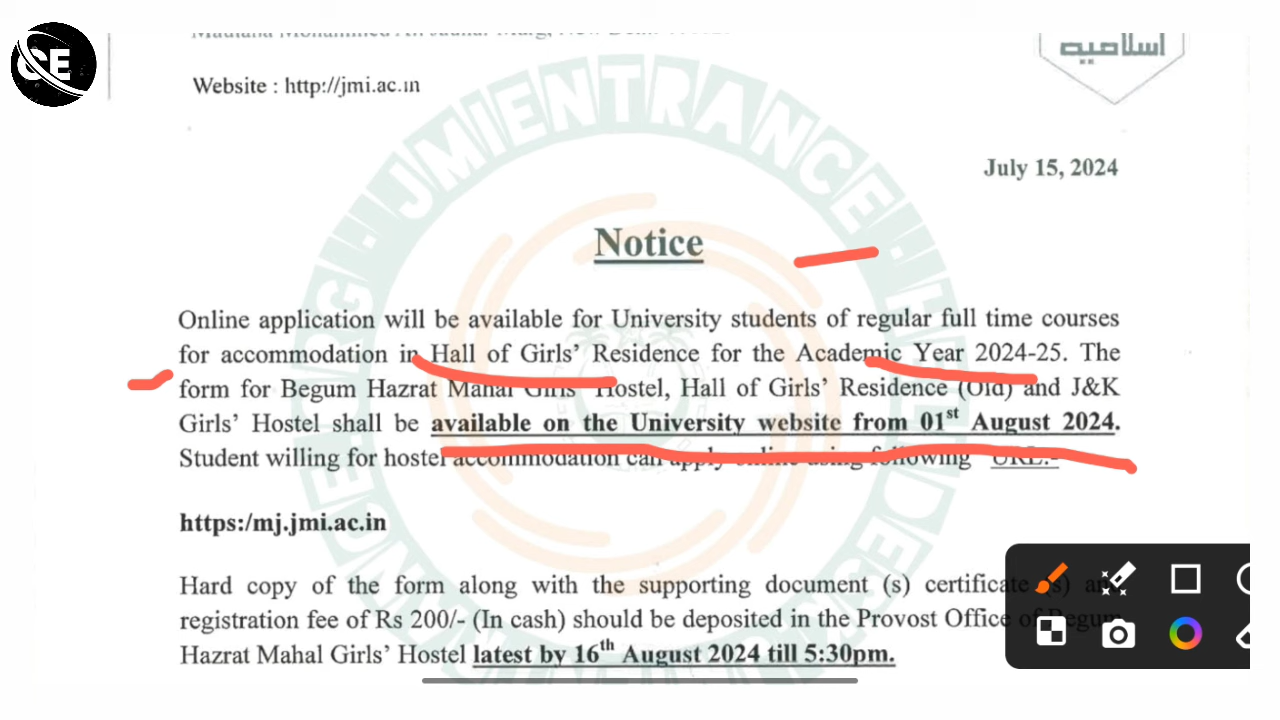 CE
اسلامیه
Website : http://jmi.ac.in
July 15, 2024
Notice
Online application will be available for University students of regular full time courses
for accommodation in Hall of Girls’ Residence for the Academic Year 2024-25. The
form for Begum Hazrat Mahal Girls’ Hostel, Hall of Girls’ Residence (Old) and J&K
Girls’ Hostel shall be available on the University website from 01st August 2024.
Student willing for hostel accommodation can apply online using following "URL:-
https:/mj.jmi.ac.in
Hard copy of the form along with the supporting document (s) certificate (s) and
registration fee of Rs 200/- (In cash) should be deposited in the Provost Office of Begum
Hazrat Mahal Girls’ Hostel latest by 16th August 2024 till 5:30pm.